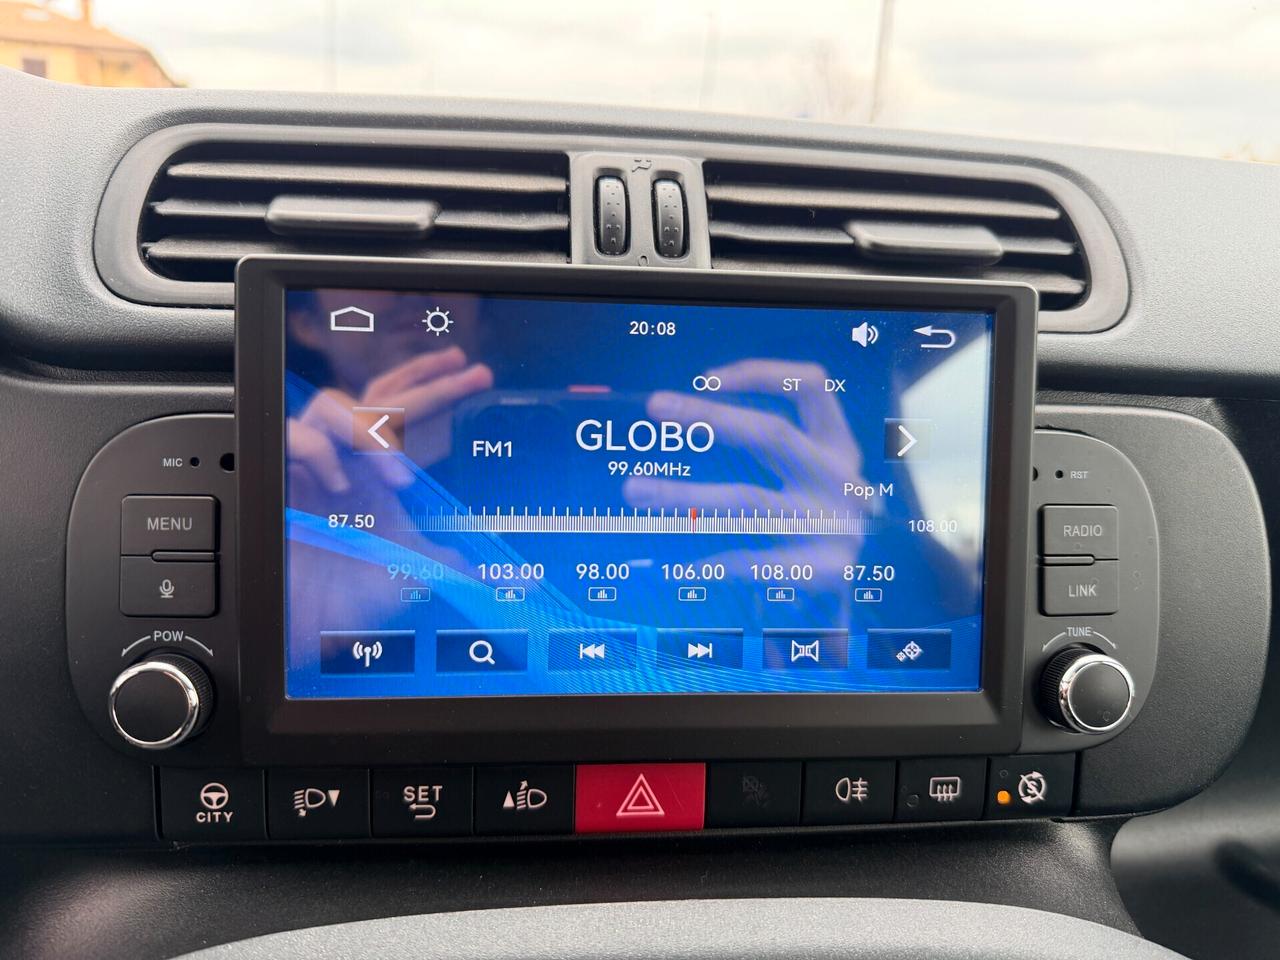 20:08
ST DX
FM1 GLOBO
99.60MHz
MIC
RST
Pop M
87.50
108.00
MENU
RADIO
99.60 103.00 98.00 106.00 108.00 87.50
LINK
POW
TUNE
CITY
SET